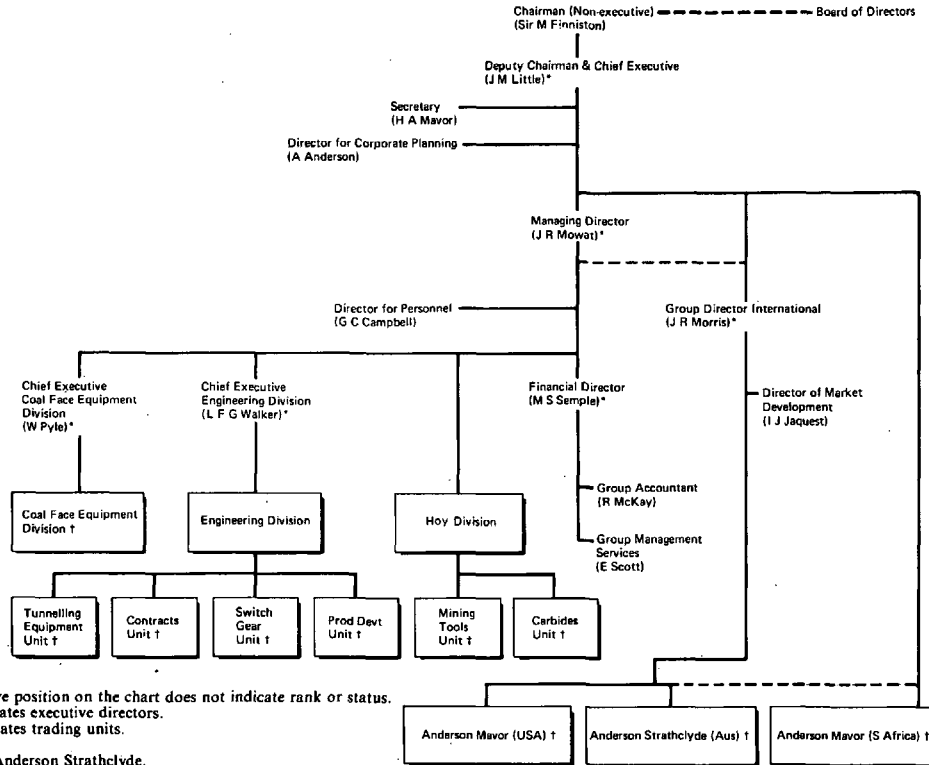 Chairman (Non-executive)
(Sir M Finniston)
Board of Directors
Deputy Chairman & Chief Executive
(J M Little)*
Secretary
(H A Mavor)
Director for Corporate Planning
(A Anderson)
Managing Director
(J R Mowat)*
Director for Personnel
(G C Campbell)
Group Director International
(J R Morris)*
Chief Executive
Coal Face Equipment
Division
(W Pyle)*
Chief Executive
Engineering Division
(L F G Walker)*
Financial Director
(M S Semple)*
Director of Market
Development
(I J Jaquest)
Group Accountant
(R McKay)
Group Management
Services
(E Scott)
Coal Face Equipment
Division †
Engineering Division
Hoy Division
Tunnelling
Equipment
Unit †
Contracts
Unit †
Switch
Gear
Unit †
Prod Devt
Unit †
Mining
Tools
Unit †
Carbides
Unit †
Anderson Mavor (USA) †
Anderson Strathclyde (Aus) †
Anderson Mavor (S Africa) †
ve position on the chart does not indicate rank or status.
ates executive directors.
ates trading units.
Anderson Strathclyde.